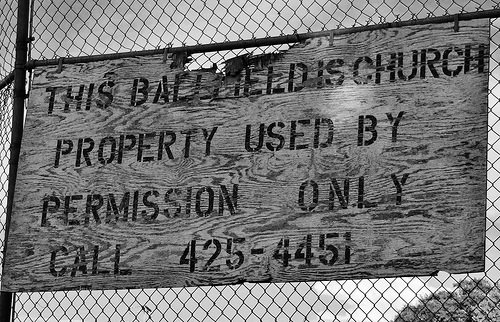 THIS BALLFIELD IS CHURCH
PROPERTY USED BY
PERMISSION ONLY
CALL 425-4451